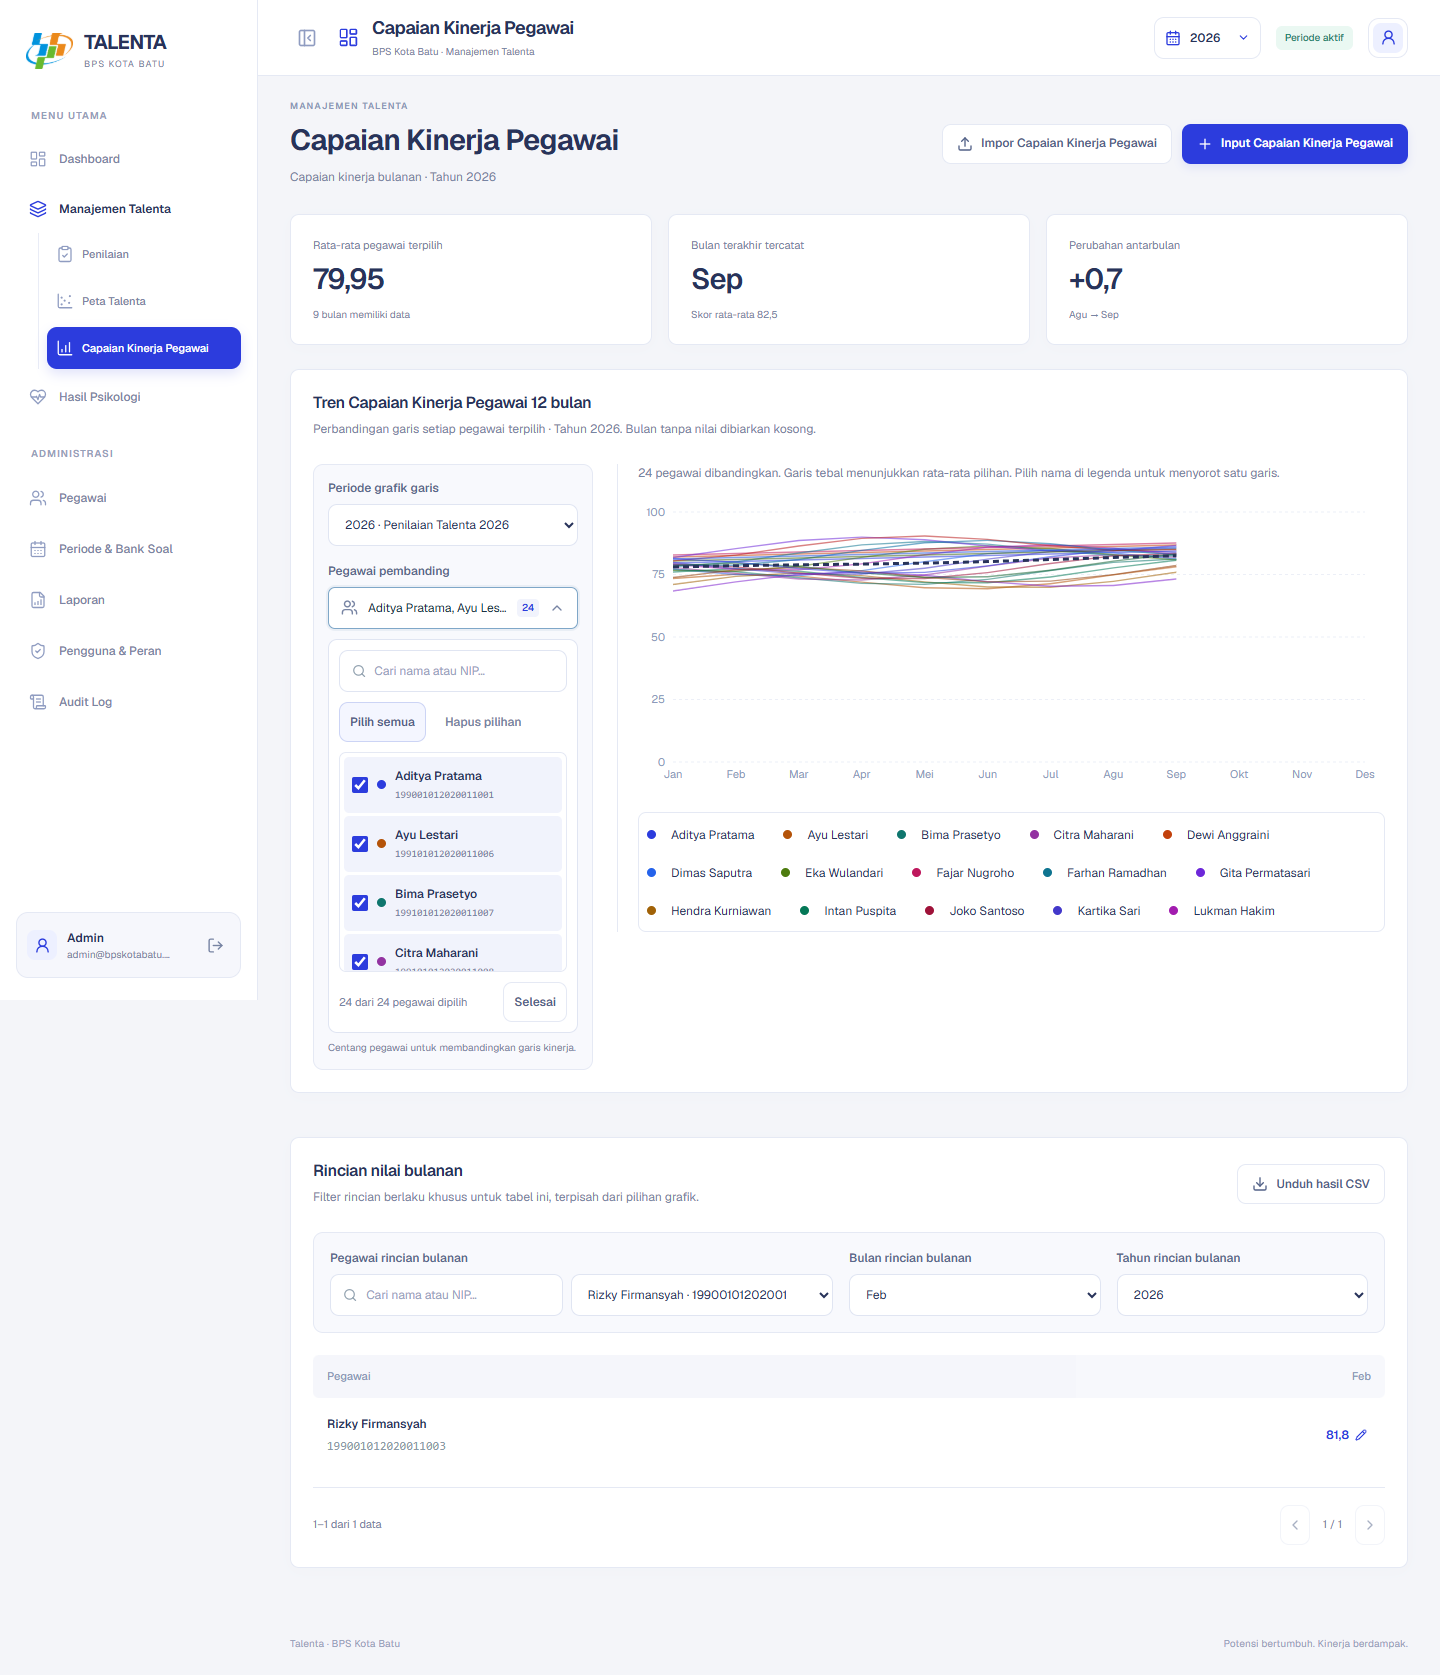 TALENTA
BPS KOTA BATU
MENU UTAMA
Dashboard
Manajemen Talenta
Penilaian
Peta Talenta
Capaian Kinerja Pegawai
Hasil Psikologi
ADMINISTRASI
Pegawai
Periode & Bank Soal
Laporan
Pengguna & Peran
Audit Log
Admin
admin@bpskotabatu....
Capaian Kinerja Pegawai
BPS Kota Batu · Manajemen Talenta
2026
Periode aktif
MANAJEMEN TALENTA
Capaian Kinerja Pegawai
Capaian kinerja bulanan · Tahun 2026
Impor Capaian Kinerja Pegawai
Input Capaian Kinerja Pegawai
Rata-rata pegawai terpilih
79,95
9 bulan memiliki data
Bulan terakhir tercatat
Sep
Skor rata-rata 82,5
Perubahan antarbulan
+0,7
Agu → Sep
Tren Capaian Kinerja Pegawai 12 bulan
Perbandingan garis setiap pegawai terpilih · Tahun 2026. Bulan tanpa nilai dibiarkan kosong.
Periode grafik garis
2026 · Penilaian Talenta 2026
Pegawai pembanding
Aditya Pratama, Ayu Les... 24
Cari nama atau NIP...
Pilih semua
Hapus pilihan
Aditya Pratama
199001012020011001
Ayu Lestari
199101012020011006
Bima Prasetyo
199101012020011007
Citra Maharani
24 dari 24 pegawai dipilih
Selesai
Centang pegawai untuk membandingkan garis kinerja.
24 pegawai dibandingkan. Garis tebal menunjukkan rata-rata pilihan. Pilih nama di legenda untuk menyorot satu garis.
100
75
50
25
0
Jan Feb Mar Apr Mei Jun Jul Agu Sep Okt Nov Des
Aditya Pratama Ayu Lestari Bima Prasetyo Citra Maharani Dewi Anggraini
Dimas Saputra Eka Wulandari Fajar Nugroho Farhan Ramadhan Gita Permatasari
Hendra Kurniawan Intan Puspita Joko Santoso Kartika Sari Lukman Hakim
Rincian nilai bulanan
Filter rincian berlaku khusus untuk tabel ini, terpisah dari pilihan grafik.
Unduh hasil CSV
Pegawai rincian bulanan
Cari nama atau NIP...
Rizky Firmansyah · 19900101202001
Bulan rincian bulanan
Feb
Tahun rincian bulanan
2026
Pegawai Feb
Rizky Firmansyah
199001012020011003
81,8
1–1 dari 1 data
1 / 1
Talenta · BPS Kota Batu
Potensi bertumbuh. Kinerja berdampak.